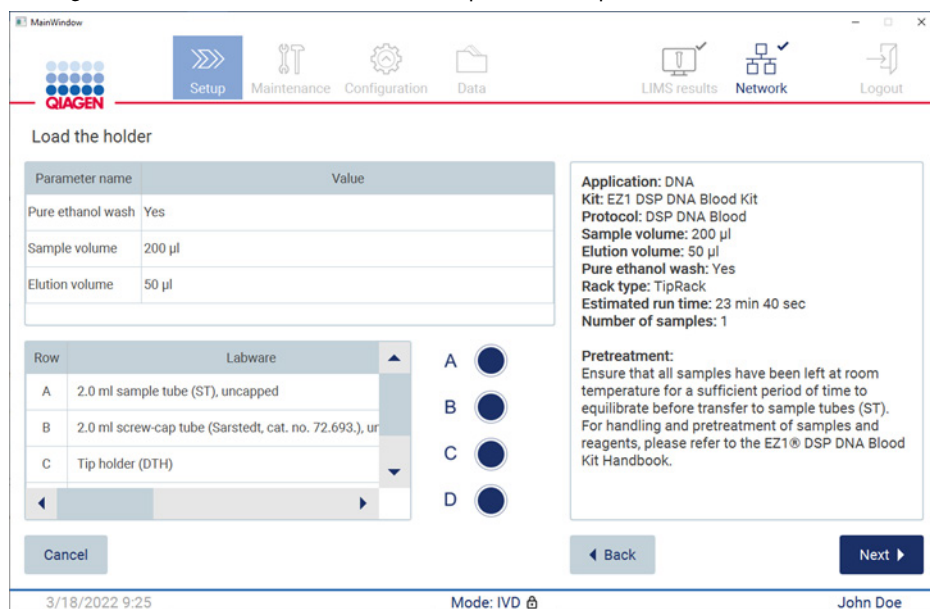 MainWindow
QIAGEN
Setup
Maintenance
Configuration
Data
LIMS results
Network
Logout
Load the holder
Parameter name Value
Pure ethanol wash Yes
Sample volume 200 µl
Elution volume 50 µl
Row Labware
A 2.0 ml sample tube (ST), uncapped
B 2.0 ml screw-cap tube (Sarstedt, cat. no. 72.693.), ur
C Tip holder (DTH)
A
B
C
D
Application: DNA
Kit: EZ1 DSP DNA Blood Kit
Protocol: DSP DNA Blood
Sample volume: 200 µl
Elution volume: 50 µl
Pure ethanol wash: Yes
Rack type: TipRack
Estimated run time: 23 min 40 sec
Number of samples: 1
Pretreatment:
Ensure that all samples have been left at room
temperature for a sufficient period of time to
equilibrate before transfer to sample tubes (ST).
For handling and pretreatment of samples and
reagents, please refer to the EZ1® DSP DNA Blood
Kit Handbook.
Cancel
Back
Next
3/18/2022 9:25
Mode: IVD
John Doe